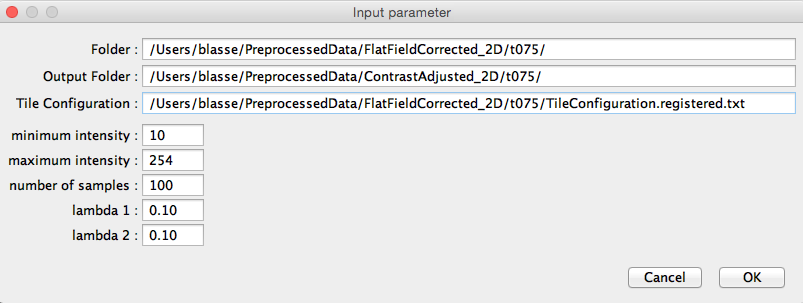 Input parameter
Folder : /Users/blasse/PreprocessedData/FlatFieldCorrected_2D/t075/
Output Folder : /Users/blasse/PreprocessedData/ContrastAdjusted_2D/t075/
Tile Configuration : /Users/blasse/PreprocessedData/FlatFieldCorrected_2D/t075/TileConfiguration.registered.txt
minimum intensity : 10
maximum intensity : 254
number of samples : 100
lambda 1 : 0.10
lambda 2 : 0.10
Cancel OK